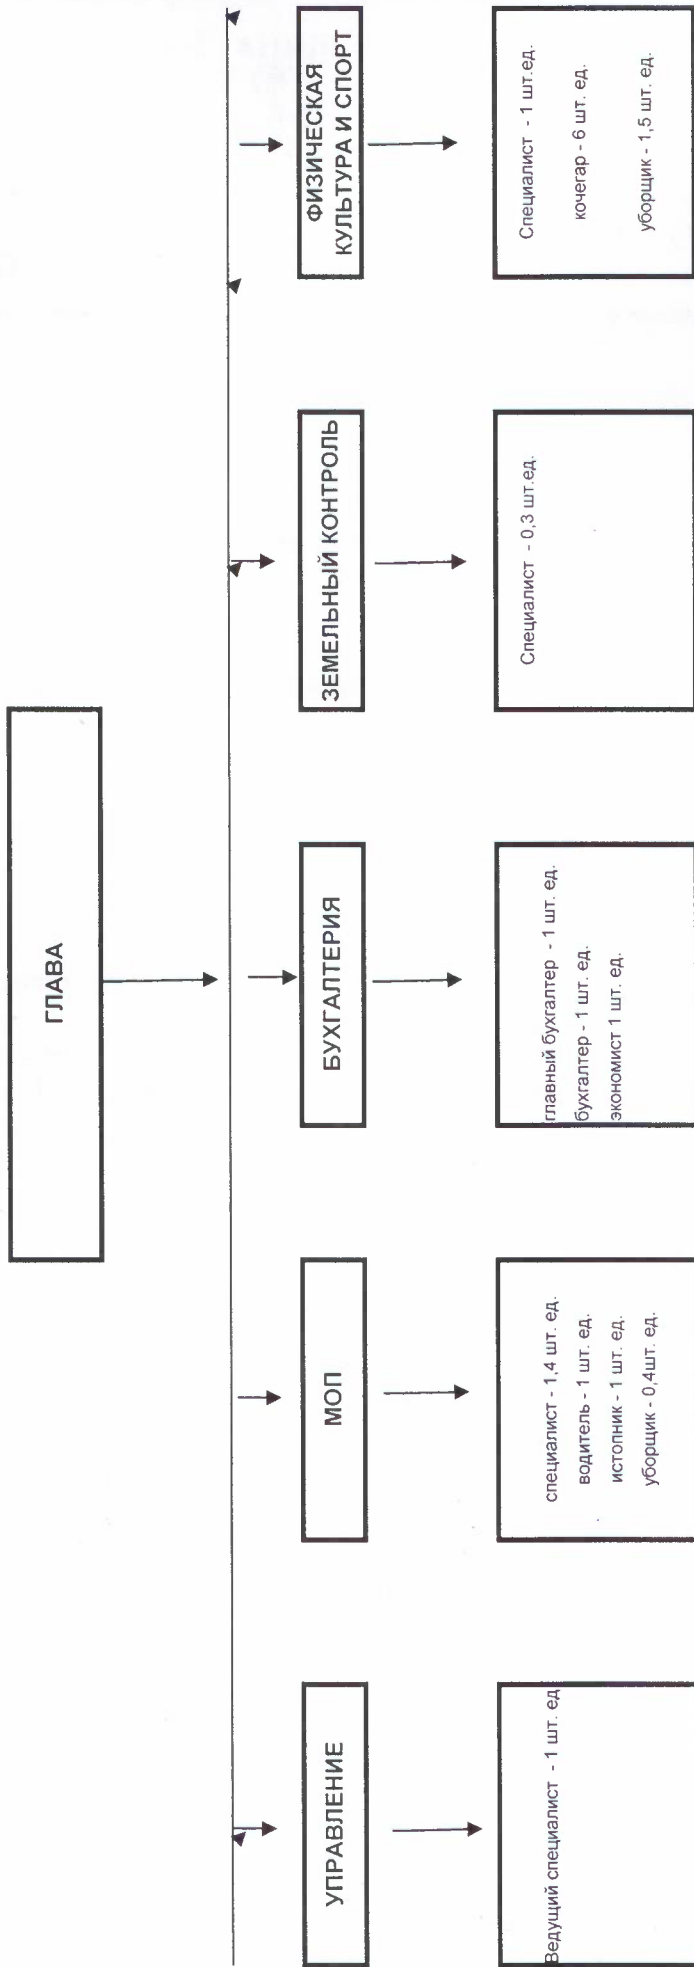 ГЛАВА
УПРАВЛЕНИЕ
МОП
БУХГАЛТЕРИЯ
ЗЕМЕЛЬНЫЙ КОНТРОЛЬ
ФИЗИЧЕСКАЯ
КУЛЬТУРА И СПОРТ
Ведущий специалист - 1 шт. ед
специалист - 1,4 шт. ед.
водитель - 1 шт. ед.
истопник - 1 шт. ед.
уборщик - 0,4шт. ед.
главный бухгалтер - 1 шт. ед.
бухгалтер - 1 шт. ед.
экономист 1 шт. ед.
Специалист - 0,3 шт.ед.
Специалист - 1 шт.ед.
кочегар - 6 шт. ед.
уборщик - 1,5 шт. ед.